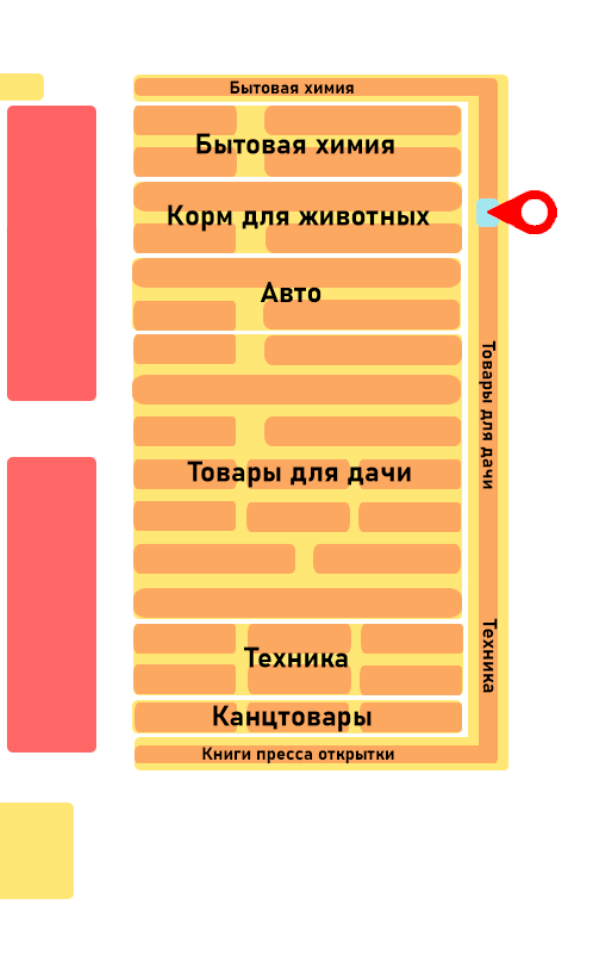 Бытовая химия
Бытовая химия
Корм для животных
Авто
Товары для дачи
Товары для дачи
Техника
Техника
Канцтовары
Книги пресса открытки